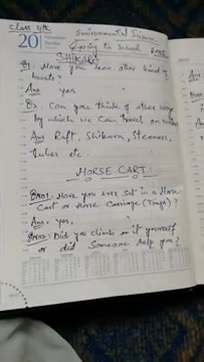 Class 4th
Environmental Science
20
Going to School
SHIKARA
Q1. Have you seen other kind of
boats?
Ans yes
Q2. Can you think of other ways
by which we can travel on
Ans Raft, Shikara, Steamers,
Tubes etc.
HORSE CART
Have you ever sat in a Horse
Cart or Horse Carriage (Tonga)?
Ans. Yes,
Did you climb on it yourself
or did Someone help you?